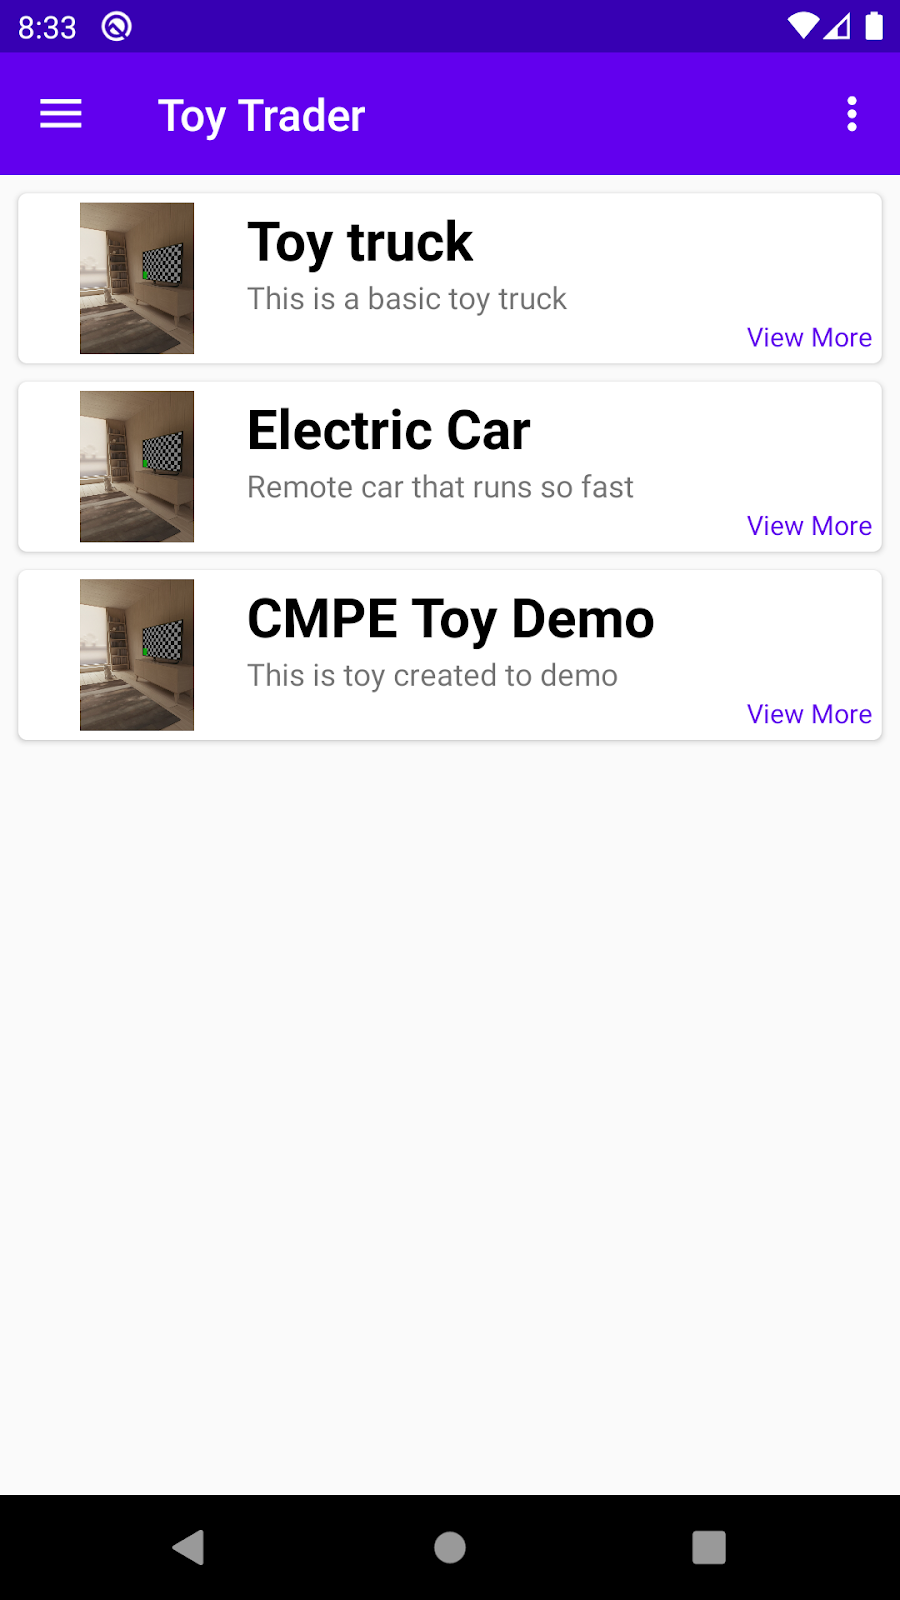 8:33
Toy Trader
Toy truck
This is a basic toy truck
View More
Electric Car
Remote car that runs so fast
View More
CMPE Toy Demo
This is toy created to demo
View More